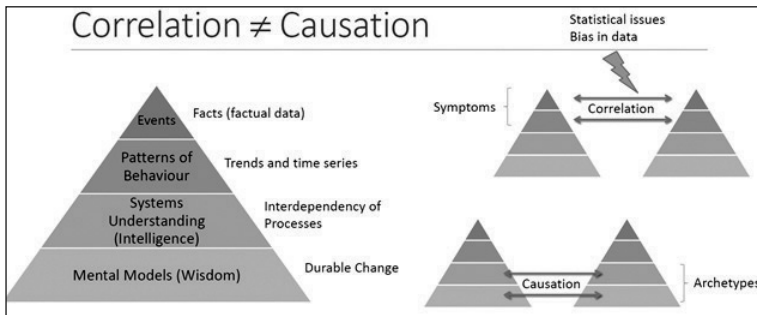 Correlation ≠ Causation
Events
Facts (factual data)
Patterns of
Behaviour
Trends and time series
Systems
Understanding
(Intelligence)
Interdependency of
Processes
Mental Models (Wisdom)
Durable Change
Statistical issues
Bias in data
Symptoms
Correlation
Causation
Archetypes